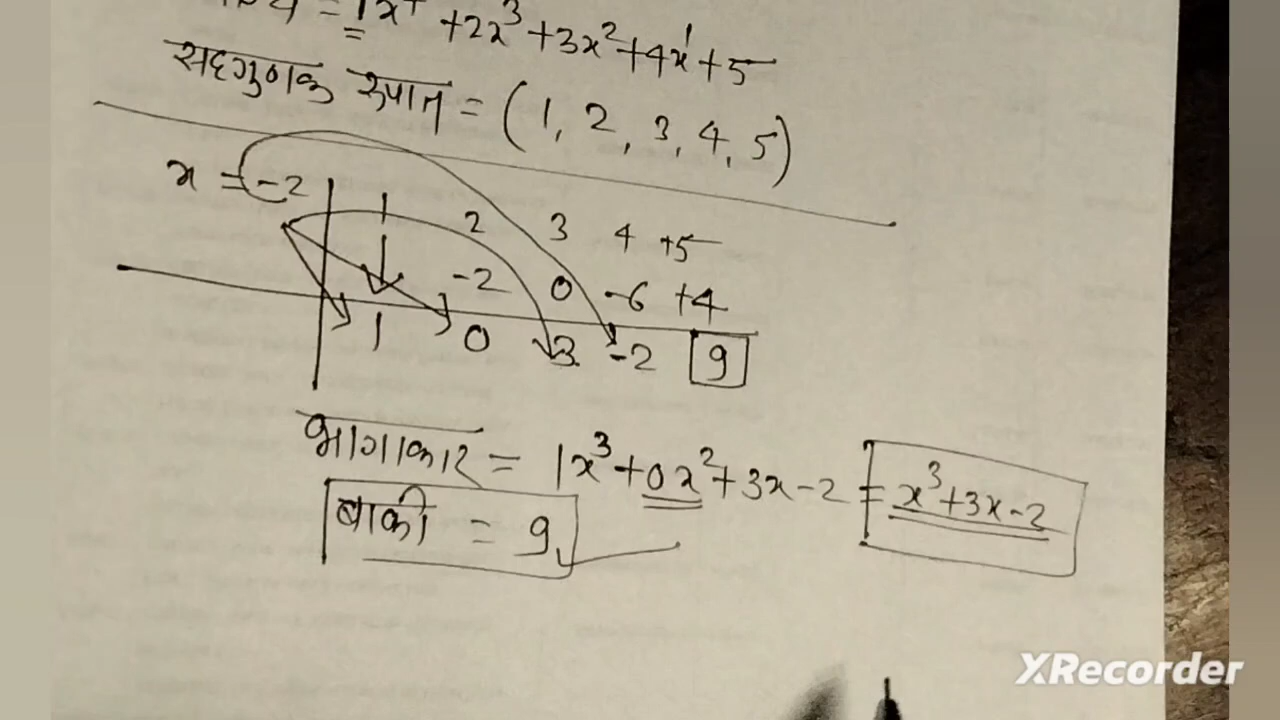 = 1x⁴ + 2x³ + 3x² + 4x¹ + 5
सहगुणक रुपात = (1, 2, 3, 4, 5)
x = -2 1 2 3 4 +5
-2 0 -6 +4
1 0 3 -2 9
भागाकार = 1x³ + 0x² + 3x - 2 = x³ + 3x - 2
बाकी = 9
XRecorder